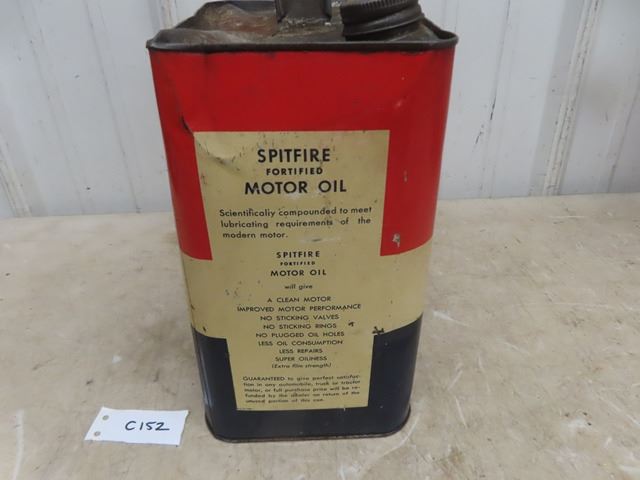 SPITFIRE
FORTIFIED
MOTOR OIL
Scientifically compounded to meet
lubricating requirements of the
modern motor.
SPITFIRE
FORTIFIED
MOTOR OIL
will give
A CLEAN MOTOR
IMPROVED MOTOR PERFORMANCE
NO STICKING VALVES
NO STICKING RINGS
NO PLUGGED OIL HOLES
LESS OIL CONSUMPTION
LESS REPAIRS
SUPER OILINESS
(Extra film strength)
GUARANTEED to give perfect satisfac-
tion in any automobile, truck or tractor
motor, or full purchase price will be re-
funded by the dealer on return of the
unused portion of this can.
C152